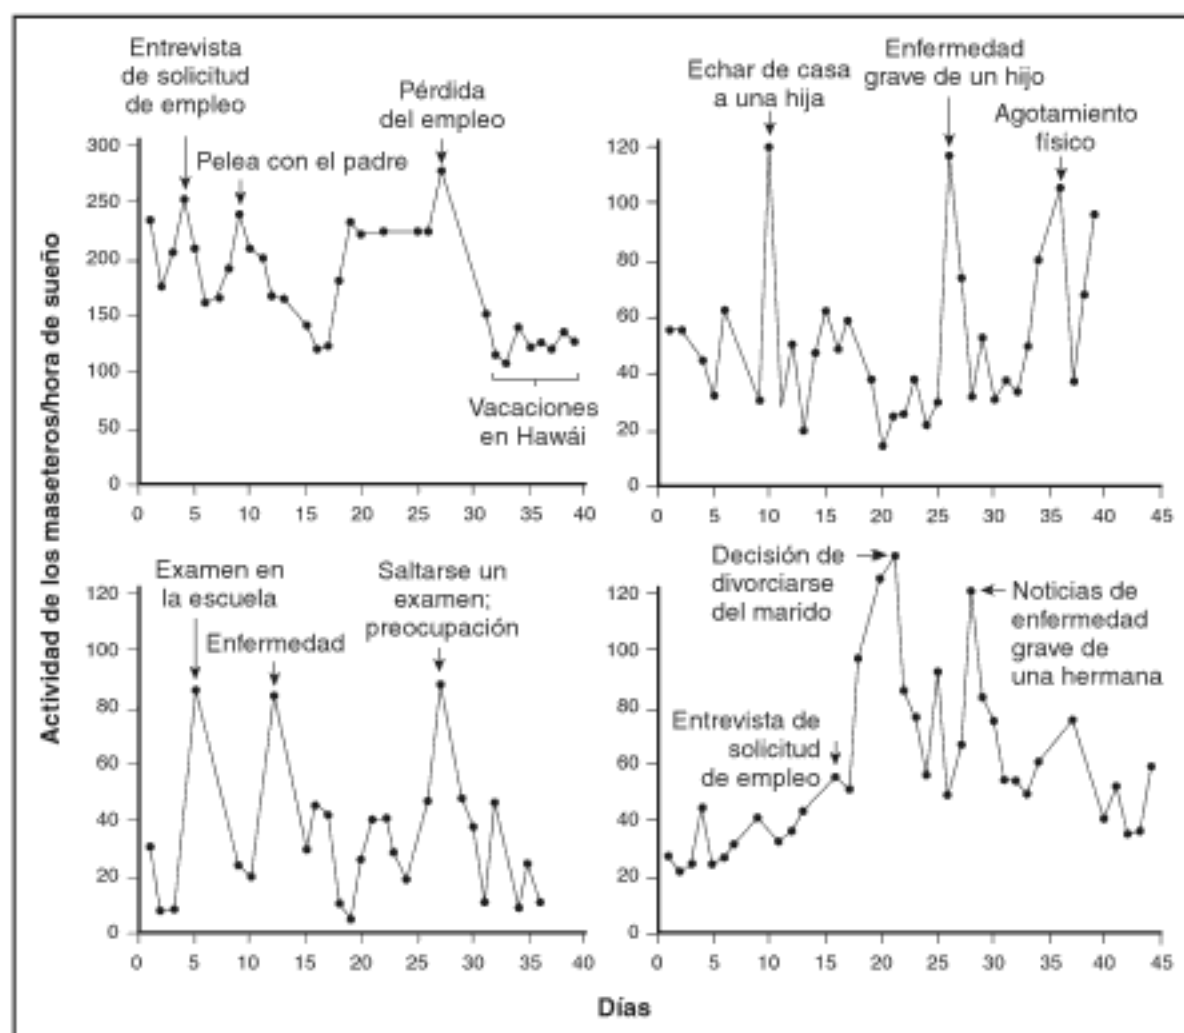 Actividad de los maseteros/hora de sueño
Entrevista
de solicitud
de empleo
Pelea con el padre
Pérdida
del empleo
Vacaciones
en Hawái
300
250
200
150
100
50
0
0 5 10 15 20 25 30 35 40
Echar de casa
a una hija
Enfermedad
grave de un hijo
Agotamiento
físico
120
100
80
60
40
20
0
0 5 10 15 20 25 30 35 40 45
Examen en
la escuela
Enfermedad
Saltarse un
examen;
preocupación
120
100
80
60
40
20
0
0 5 10 15 20 25 30 35 40
Decisión de
divorciarse
del marido
Noticias de
enfermedad
grave de
una hermana
Entrevista de
solicitud
de empleo
120
100
80
60
40
20
0
0 5 10 15 20 25 30 35 40 45
Días